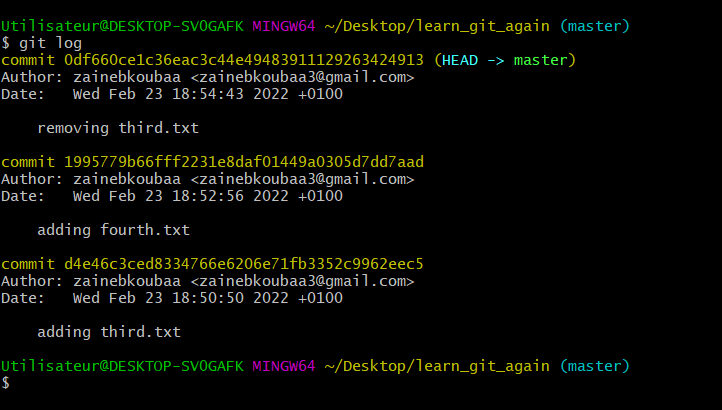 Utilisateur@DESKTOP-SVOGAFK MINGW64 ~/Desktop/learn_git_again (master)
$ git log
commit 0df660ce1c36eac3c44e49483911129263424913 (HEAD -> master)
Author: zainebkoubaa <zainebkoubaa3@gmail.com>
Date:   Wed Feb 23 18:54:43 2022 +0100
    removing third.txt
commit 1995779b66fff2231e8daf01449a0305d7dd7aad
Author: zainebkoubaa <zainebkoubaa3@gmail.com>
Date:   Wed Feb 23 18:52:56 2022 +0100
    adding fourth.txt
commit d4e46c3ced8334766e6206e71fb3352c9962eec5
Author: zainebkoubaa <zainebkoubaa3@gmail.com>
Date:   Wed Feb 23 18:50:50 2022 +0100
    adding third.txt
Utilisateur@DESKTOP-SVOGAFK MINGW64 ~/Desktop/learn_git_again (master)
$